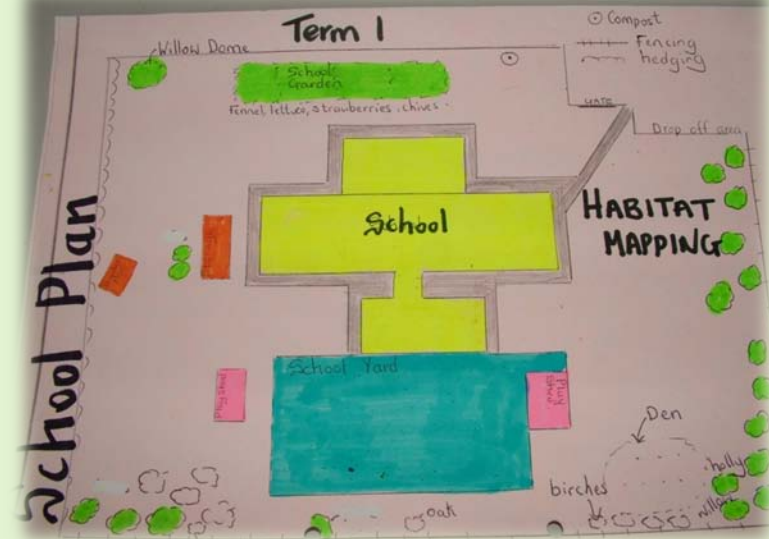 Term 1
Compost
Fencing
hedging
Willow Dome
School
Garden
Fennel, lettuce, strawberries, chives.
GATE
Drop off area
School Plan
School
HABITAT
MAPPING
School Yard
Play Shed
Play Shed
Den
birches
holly
willow
oak